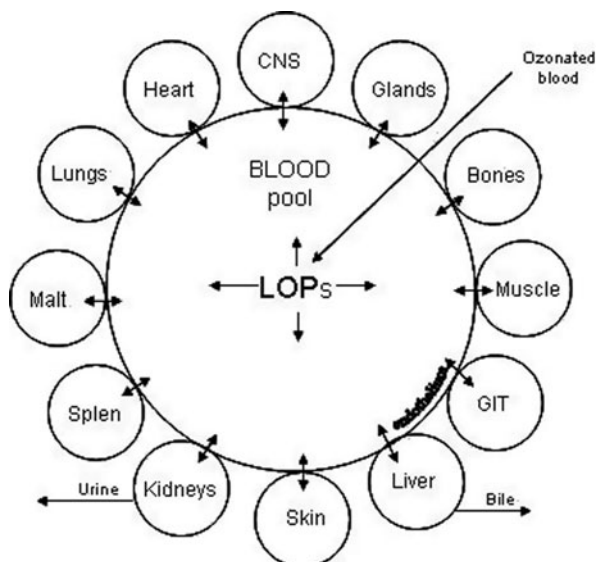 CNS
Ozonated
blood
Heart
Glands
Lungs
BLOOD
pool
Bones
LOPs
Malt
Muscle
endothelium
Splen
GIT
Urine
Kidneys
Skin
Liver
Bile